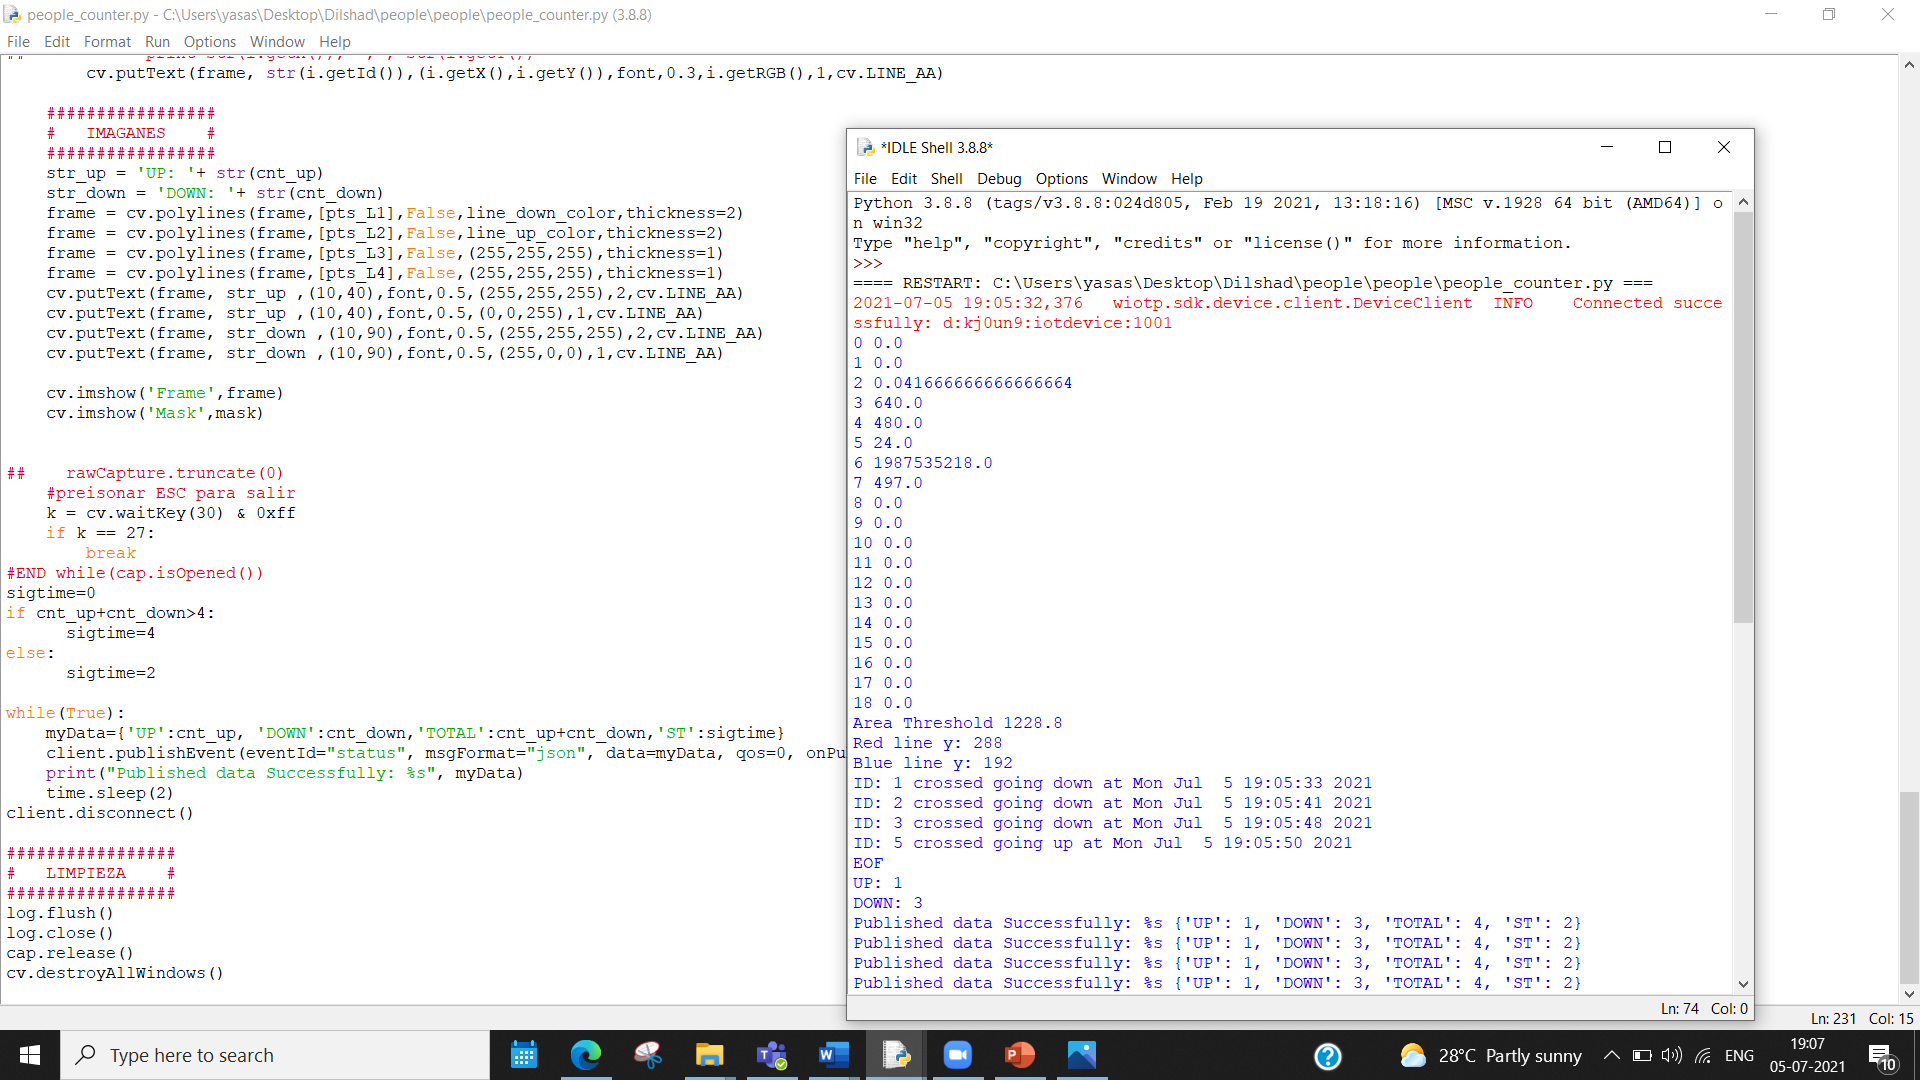 people_counter.py - C:\Users\yasas\Desktop\Dilshad\people\people\people_counter.py (3.8.8)
File Edit Format Run Options Window Help
cv.putText(frame, str(i.getId()),(i.getX(),i.getY()),font,0.3,i.getRGB(),1,cv.LINE_AA)
#################
# IMAGANES #
#################
str_up = 'UP: '+ str(cnt_up)
str_down = 'DOWN: '+ str(cnt_down)
frame = cv.polylines(frame,[pts_L1],False,line_down_color,thickness=2)
frame = cv.polylines(frame,[pts_L2],False,line_up_color,thickness=2)
frame = cv.polylines(frame,[pts_L3],False,(255,255,255),thickness=1)
frame = cv.polylines(frame,[pts_L4],False,(255,255,255),thickness=1)
cv.putText(frame, str_up ,(10,40),font,0.5,(255,255,255),2,cv.LINE_AA)
cv.putText(frame, str_up ,(10,40),font,0.5,(0,0,255),1,cv.LINE_AA)
cv.putText(frame, str_down ,(10,90),font,0.5,(255,255,255),2,cv.LINE_AA)
cv.putText(frame, str_down ,(10,90),font,0.5,(255,0,0),1,cv.LINE_AA)
cv.imshow('Frame',frame)
cv.imshow('Mask',mask)
## rawCapture.truncate(0)
#preisonar ESC para salir
k = cv.waitKey(30) & 0xff
if k == 27:
break
#END while(cap.isOpened())
sigtime=0
if cnt_up+cnt_down>4:
sigtime=4
else:
sigtime=2
while(True):
myData={'UP':cnt_up, 'DOWN':cnt_down,'TOTAL':cnt_up+cnt_down,'ST':sigtime}
client.publishEvent(eventId="status", msgFormat="json", data=myData, qos=0, onPu
print("Published data Successfully: %s", myData)
time.sleep(2)
client.disconnect()
#################
# LIMPIEZA #
#################
log.flush()
log.close()
cap.release()
cv.destroyAllWindows()
Ln: 231 Col: 15
*IDLE Shell 3.8.8*
File Edit Shell Debug Options Window Help
Python 3.8.8 (tags/v3.8.8:024d805, Feb 19 2021, 13:18:16) [MSC v.1928 64 bit (AMD64)] o
n win32
Type "help", "copyright", "credits" or "license()" for more information.
>>>
==== RESTART: C:\Users\yasas\Desktop\Dilshad\people\people\people_counter.py ===
2021-07-05 19:05:32,376 wiotp.sdk.device.client.DeviceClient INFO Connected succe
ssfully: d:kj0un9:iotdevice:1001
0 0.0
1 0.0
2 0.041666666666666664
3 640.0
4 480.0
5 24.0
6 1987535218.0
7 497.0
8 0.0
9 0.0
10 0.0
11 0.0
12 0.0
13 0.0
14 0.0
15 0.0
16 0.0
17 0.0
18 0.0
Area Threshold 1228.8
Red line y: 288
Blue line y: 192
ID: 1 crossed going down at Mon Jul 5 19:05:33 2021
ID: 2 crossed going down at Mon Jul 5 19:05:41 2021
ID: 3 crossed going down at Mon Jul 5 19:05:48 2021
ID: 5 crossed going up at Mon Jul 5 19:05:50 2021
EOF
UP: 1
DOWN: 3
Published data Successfully: %s {'UP': 1, 'DOWN': 3, 'TOTAL': 4, 'ST': 2}
Published data Successfully: %s {'UP': 1, 'DOWN': 3, 'TOTAL': 4, 'ST': 2}
Published data Successfully: %s {'UP': 1, 'DOWN': 3, 'TOTAL': 4, 'ST': 2}
Published data Successfully: %s {'UP': 1, 'DOWN': 3, 'TOTAL': 4, 'ST': 2}
Ln: 74 Col: 0
Type here to search
28°C Partly sunny
ENG
19:07
05-07-2021
10